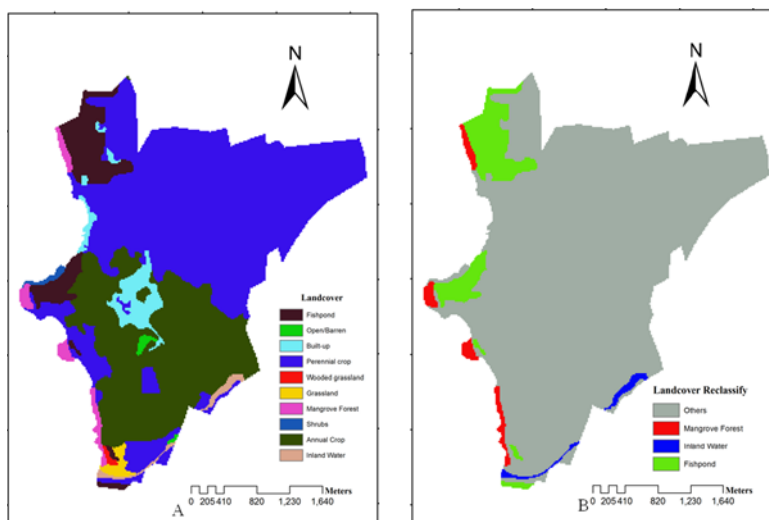 N
Landcover
Fishpond
Open/Barren
Built-up
Perennial crop
Wooded grassland
Grassland
Mangrove Forest
Shrubs
Annual Crop
Inland Water
Meters
0 205 410 820 1,230 1,640
A
N
Landcover Reclassify
Others
Mangrove Forest
Inland Water
Fishpond
Meters
0 205 410 820 1,230 1,640
B